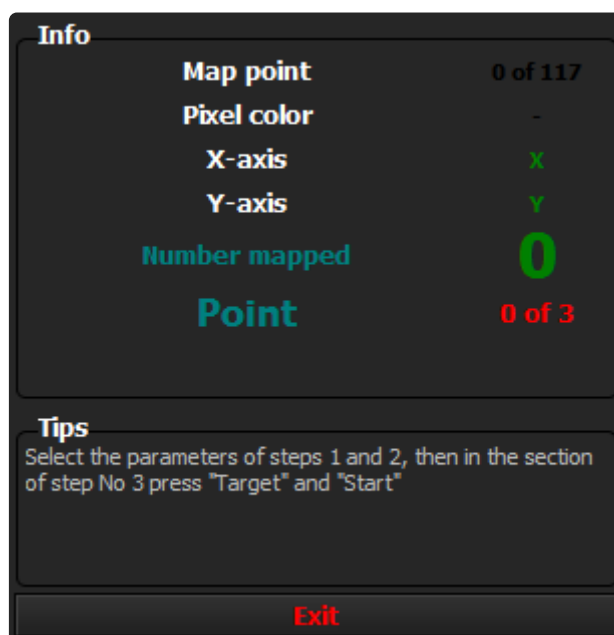 Info
Map point 0 of 117
Pixel color -
X-axis X
Y-axis Y
Number mapped 0
Point 0 of 3
Tips
Select the parameters of steps 1 and 2, then in the section
of step No 3 press "Target" and "Start"
Exit